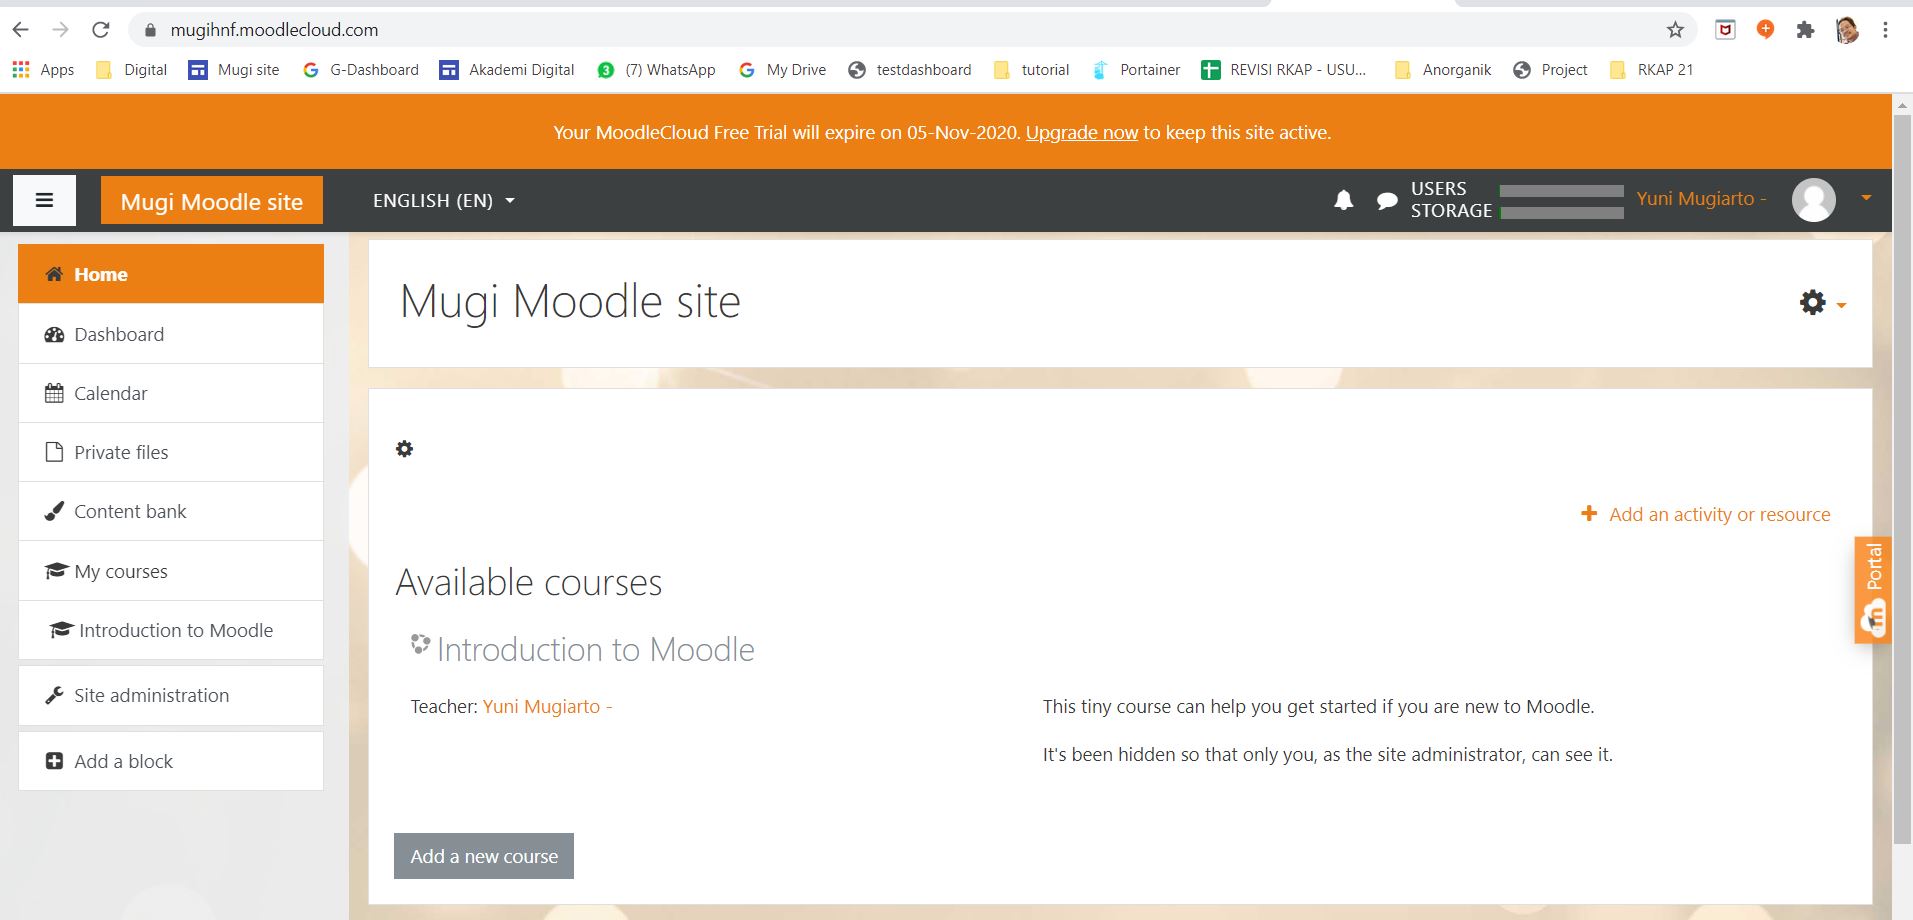 mugihnf.moodlecloud.com
Apps Digital Mugi site G-Dashboard Akademi Digital (7) WhatsApp My Drive testdashboard tutorial Portainer REVISI RKAP - USU... Anorganik Project RKAP 21
Your MoodleCloud Free Trial will expire on 05-Nov-2020. Upgrade now to keep this site active.
Mugi Moodle site
ENGLISH (EN)
USERS
STORAGE
Yuni Mugiarto -
Home
Dashboard
Calendar
Private files
Content bank
My courses
Introduction to Moodle
Site administration
Add a block
Mugi Moodle site
Add an activity or resource
Portal
Available courses
Introduction to Moodle
Teacher: Yuni Mugiarto -
This tiny course can help you get started if you are new to Moodle.
It's been hidden so that only you, as the site administrator, can see it.
Add a new course